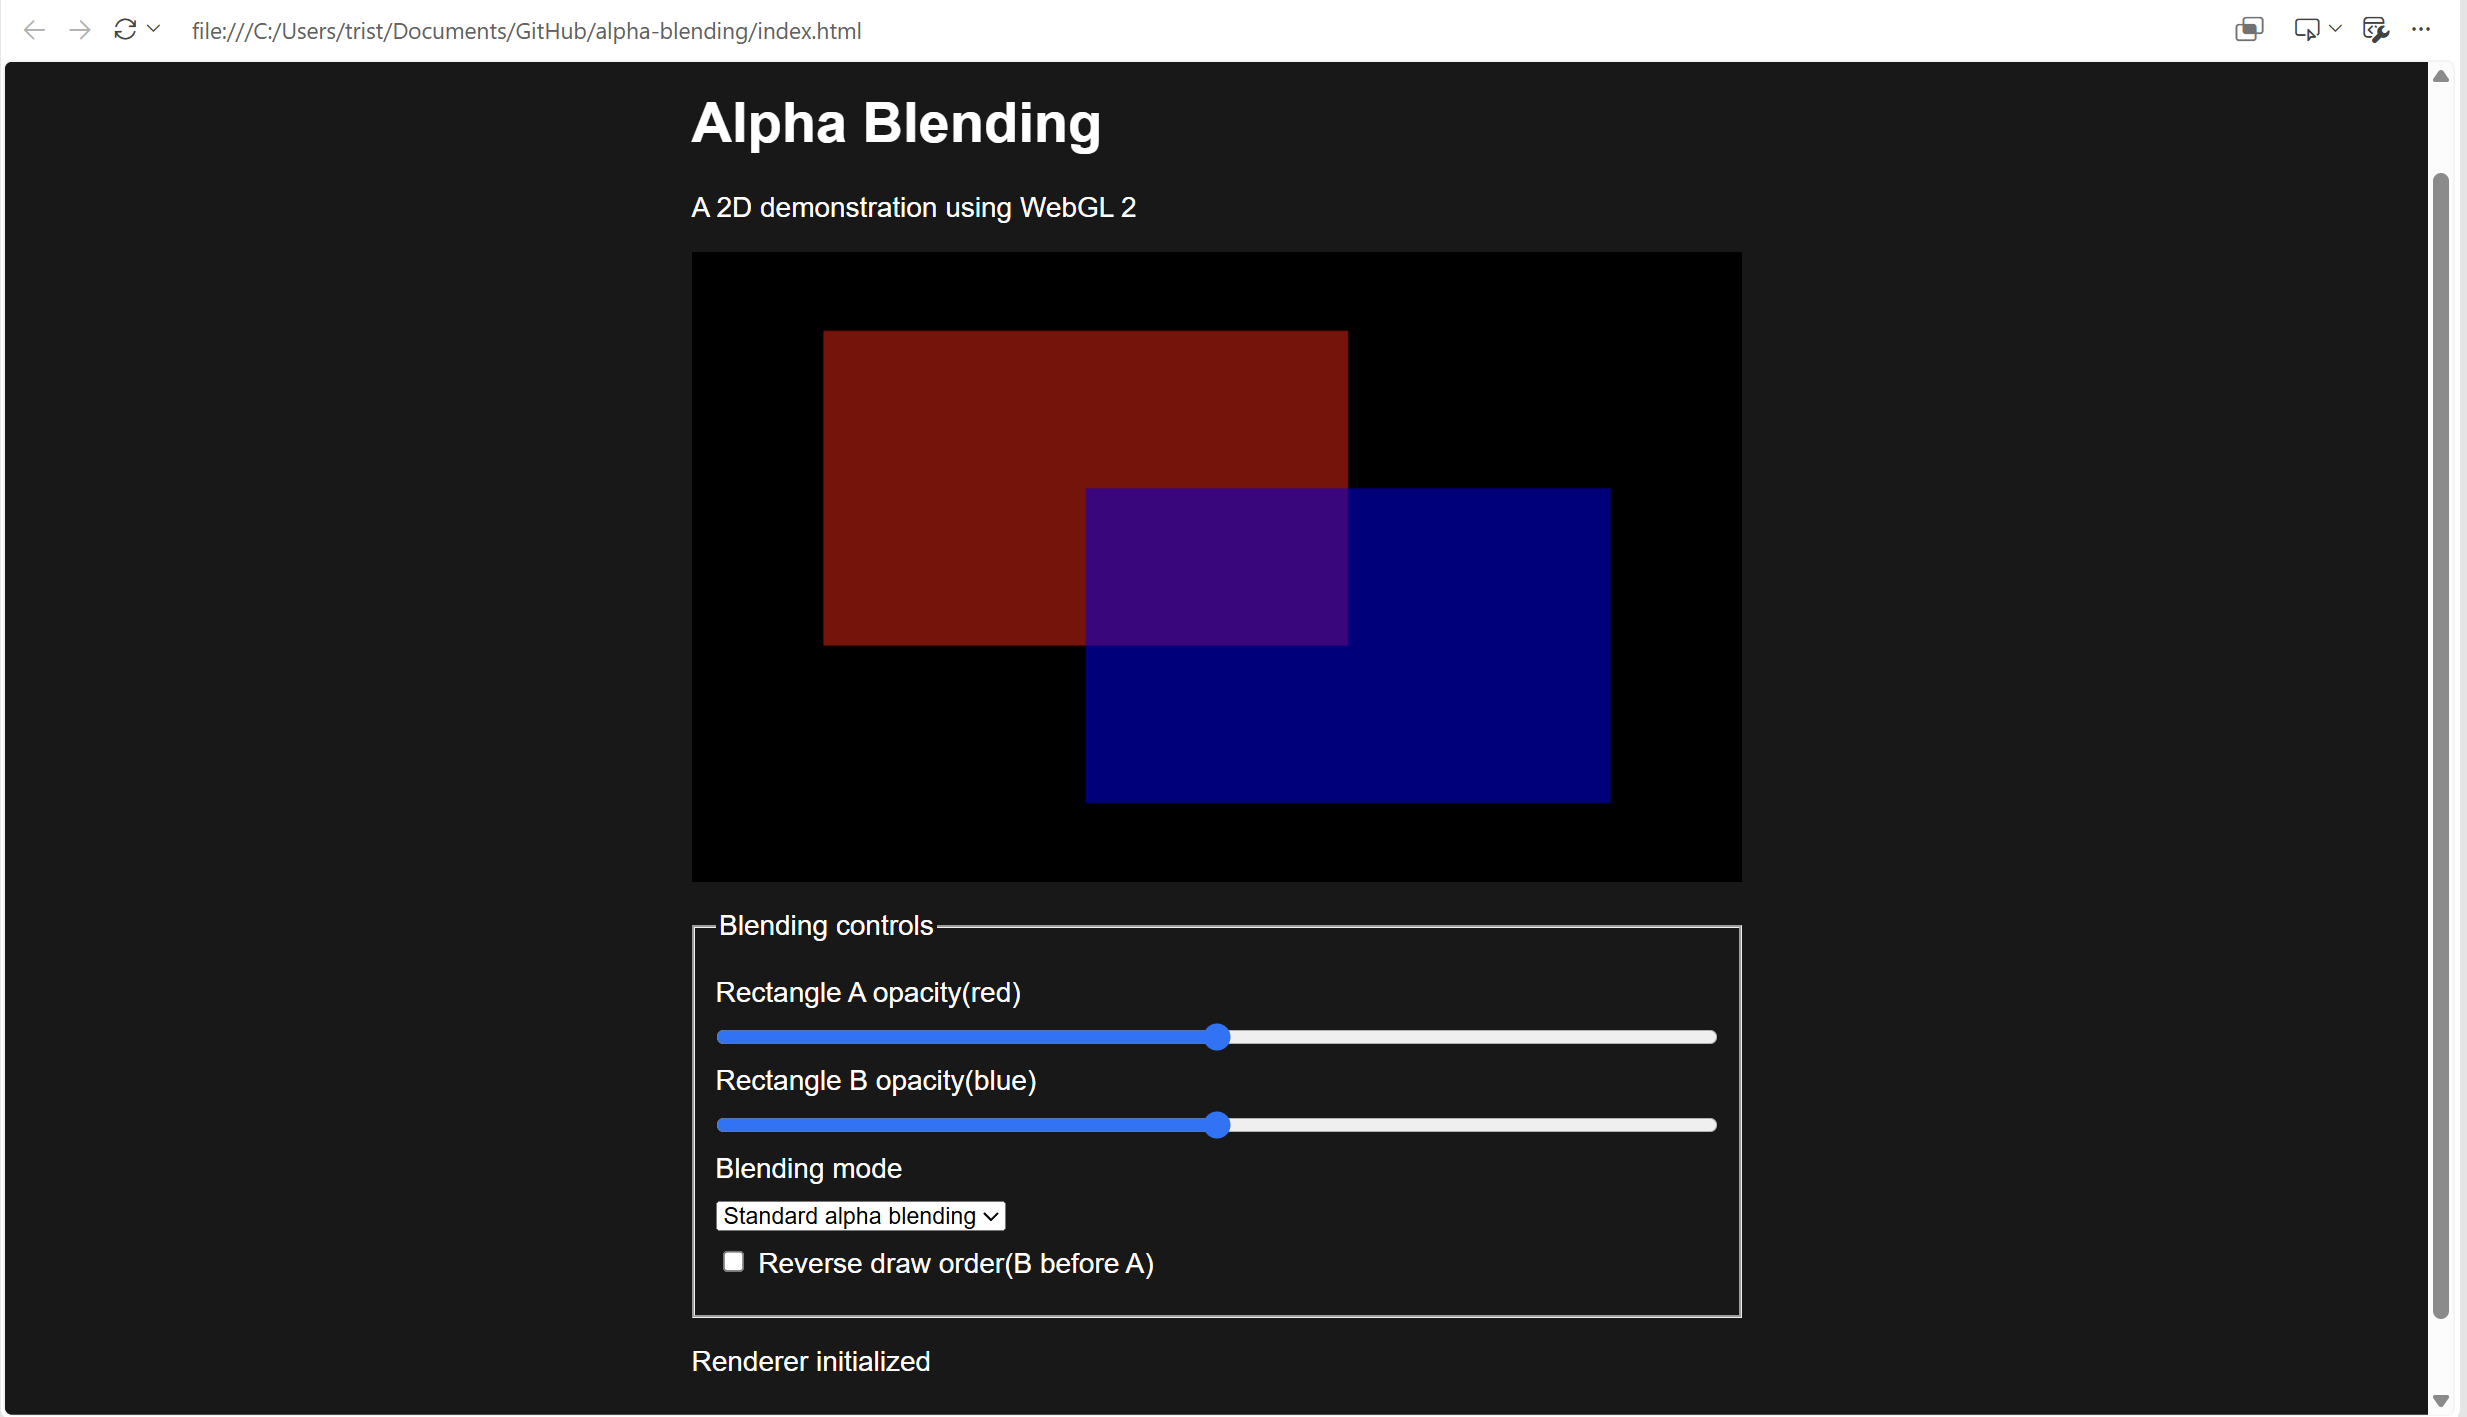 file:///C:/Users/trist/Documents/GitHub/alpha-blending/index.html
Alpha Blending
A 2D demonstration using WebGL 2
Blending controls
Rectangle A opacity(red)
Rectangle B opacity(blue)
Blending mode
Standard alpha blending
Reverse draw order(B before A)
Renderer initialized